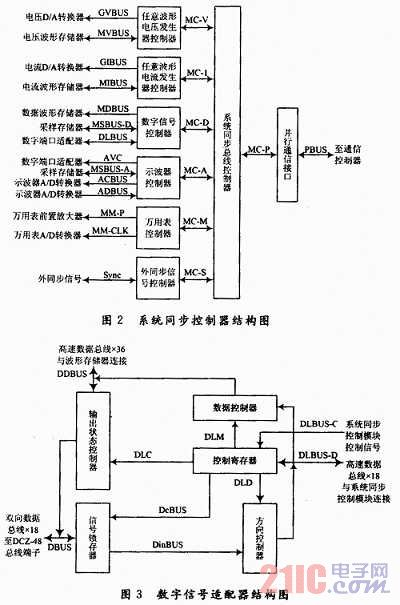 电压D/A转换器 GVBUS
电压波形存储器 MVBUS
任意波形
电压发生
器控制器
MC-V
电流D/A转换器 GIBUS
电流波形存储器 MIBUS
任意波形
电流发生
器控制器
MC-I
数据波形存储器 MDBUS
采样存储器 MSBUS-D
数字端口适配器 DLBUS
数字信号
控制器
MC-D
数字端口适配器 AVC
采样存储器 MSBUS-A
示波器A/D转换器 ACBUS
示波器A/D转换器 ADBUS
示波器
控制器
MC-A
万用表前置放大器 MM-P
万用表A/D转换器 MM-CLK
万用表
控制器
MC-M
外同步信号 Sync
外同步信
号控制器
MC-S
系统同步总线控制器
MC-P
并行通信接口
PBUS
至通信
控制器
图2 系统同步控制器结构图
高速数据总线×36
与波形存储器连接
DDBUS
输出状态控制器
数据控制器
DLM
DLC
控制寄存器
DLBUS-C
系统同步
控制模块
控制信号
DLBUS-D
高速数据
总线×18
与系统同步
控制模块连接
DLD
DcBUS
双向数据
总线×18
至DCZ-48
总线端子
DBUS
信号锁存器
DinBUS
方向控制器
图3 数字信号适配器结构图
21IC电子网
21ic.com